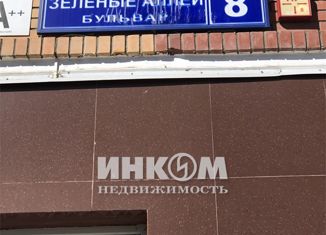 ЗЕЛЕНЫЕ АЛЛЕИ
БУЛЬВАР
8
А++
ИНКОМ
НЕДВИЖИМОСТЬ